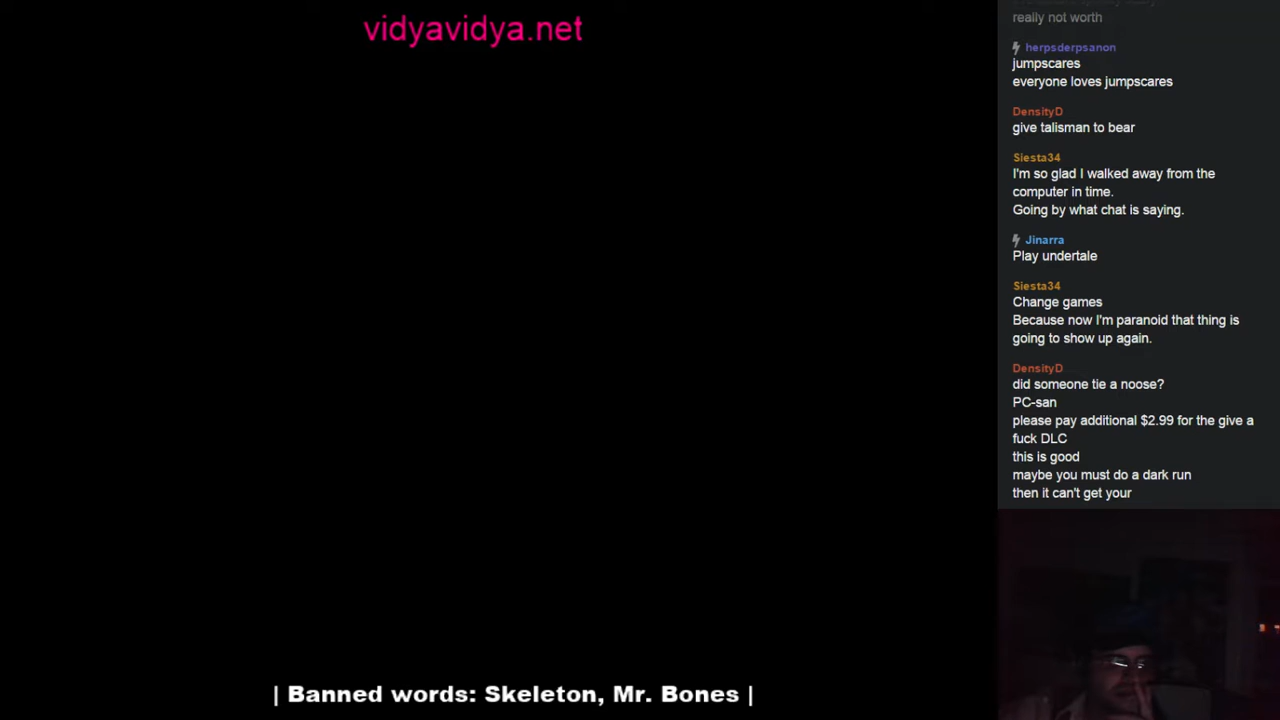 vidyavidya.net
really not worth
herpsderpsanon
jumpscares
everyone loves jumpscares
DensityD
give talisman to bear
Siesta34
I'm so glad I walked away from the
computer in time.
Going by what chat is saying.
Jinarra
Play undertale
Siesta34
Change games
Because now I'm paranoid that thing is
going to show up again.
DensityD
did someone tie a noose?
PC-san
please pay additional $2.99 for the give a
fuck DLC
this is good
maybe you must do a dark run
then it can't get your
| Banned words: Skeleton, Mr. Bones |